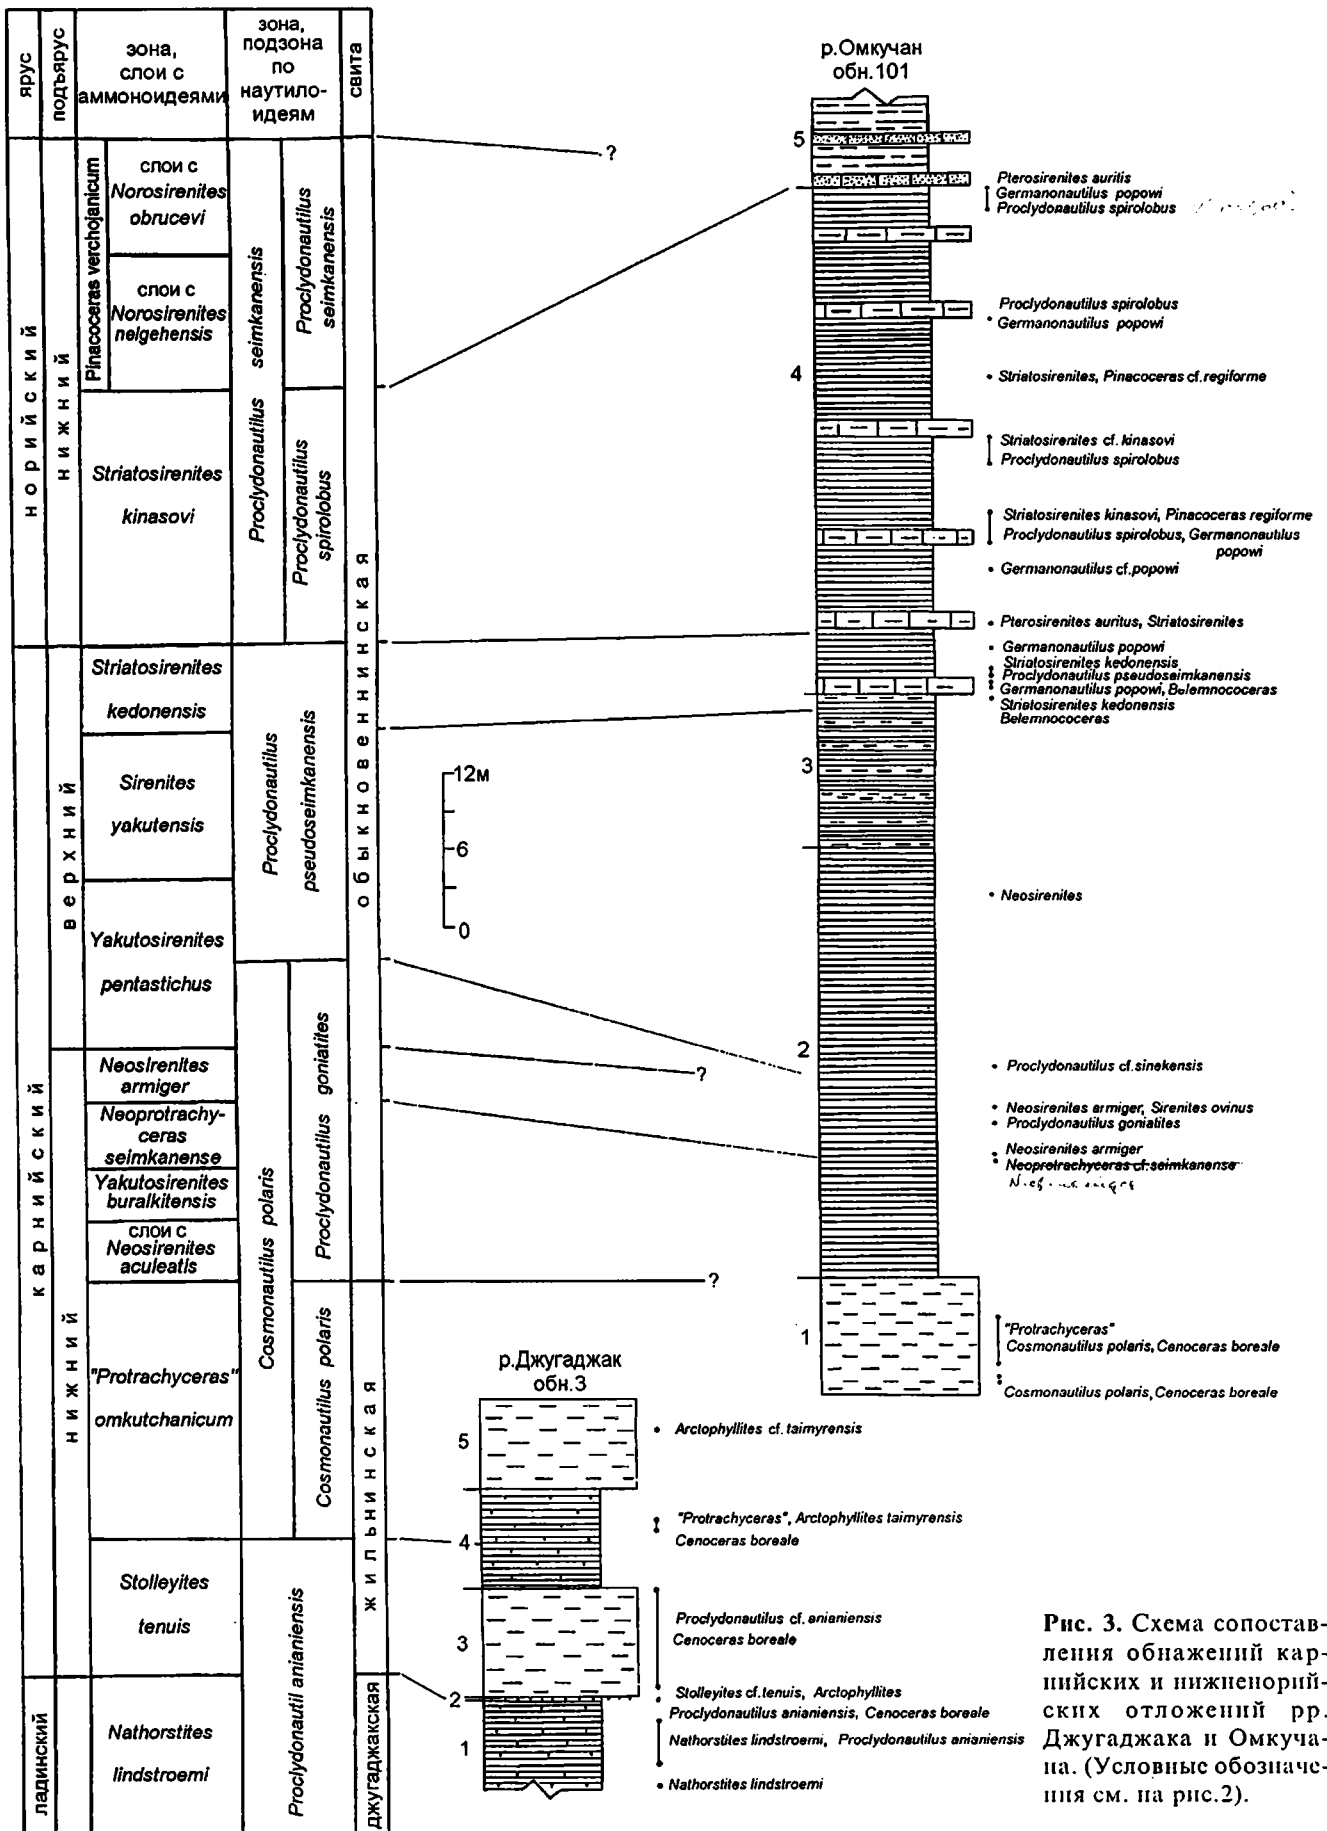 ярус
подъярус
зона,
слои с
аммоноидеями
зона,
подзона
по
наутило-
идеям
свита
норийский
карнийский
ладинский
нижний
верхний
нижний
Pinacoceras verchojanicum
слои с
Norosirenites
obrucevi
слои с
Norosirenites
nelgehensis
Striatosirenites
kinasovi
Striatosirenites
kedonensis
Sirenites
yakutensis
Yakutosirenites
pentastichus
Neosirenites
armiger
Neoprotrachy-
ceras
seimkanense
Yakutosirenites
buralkitensis
слои с
Neosirenites
aculeatis
"Protrachyceras"
omkutchanicum
Stolleyites
tenuis
Nathorstites
lindstroemi
Proclydonautilus seimkanensis
Proclydonautilus
seimkanensis
Proclydonautilus
spirolobus
Proclydonautilus
pseudoseimkanensis
Cosmonautilus polaris
Proclydonautilus goniatites
Cosmonautilus polaris
Proclydonautil anianiensis
обыкновеннинская
жильнинская
джугаджакская
?
?
?
12м
6
0
р.Омкучан
обн.101
5
4
3
2
1
Pterosirenites auritis
Germanonautilus popowi
Proclydonautilus spirolobus
Proclydonautilus spirolobus
Germanonautilus popowi
Striatosirenites, Pinacoceras cf.regiforme
Striatosirenites cf. kinasovi
Proclydonautilus spirolobus
Striatosirenites kinasovi, Pinacoceras regiforme
Proclydonautilus spirolobus, Germanonautilus
popowi
Germanonautilus cf.popowi
Pterosirenites auritus, Striatosirenites
Germanonautilus popowi
Striatosirenites kedonensis
Proclydonautilus pseudoseimkanensis
Germanonautilus popowi, Belemnococeras
Striatosirenites kedonensis
Belemnococeras
Neosirenites
Proclydonautilus cf.sinekensis
Neosirenites armiger, Sirenites ovinus
Proclydonautilus goniatites
Neosirenites armiger
Neopretrachyceras cf.seimkanense
"Protrachyceras"
Cosmonautilus polaris, Cenoceras boreale
Cosmonautilus polaris, Cenoceras boreale
р.Джугаджак
обн.3
5
4
3
2
1
Arctophyllites cf. taimyrensis
"Protrachyceras", Arctophyllites taimyrensis
Cenoceras boreale
Proclydonautilus cf. anianiensis
Cenoceras boreale
Stolleyites cf.tenuis, Arctophyllites
Proclydonautilus anianiensis, Cenoceras boreale
Nathorstites lindstroemi, Proclydonautilus anianiensis
Nathorstites lindstroemi
Рис. 3. Схема сопостав-
ления обнажений кар-
нийских и нижненорий-
ских отложений рр.
Джугаджака и Омкуча-
на. (Условные обозначе-
ния см. на рис.2).